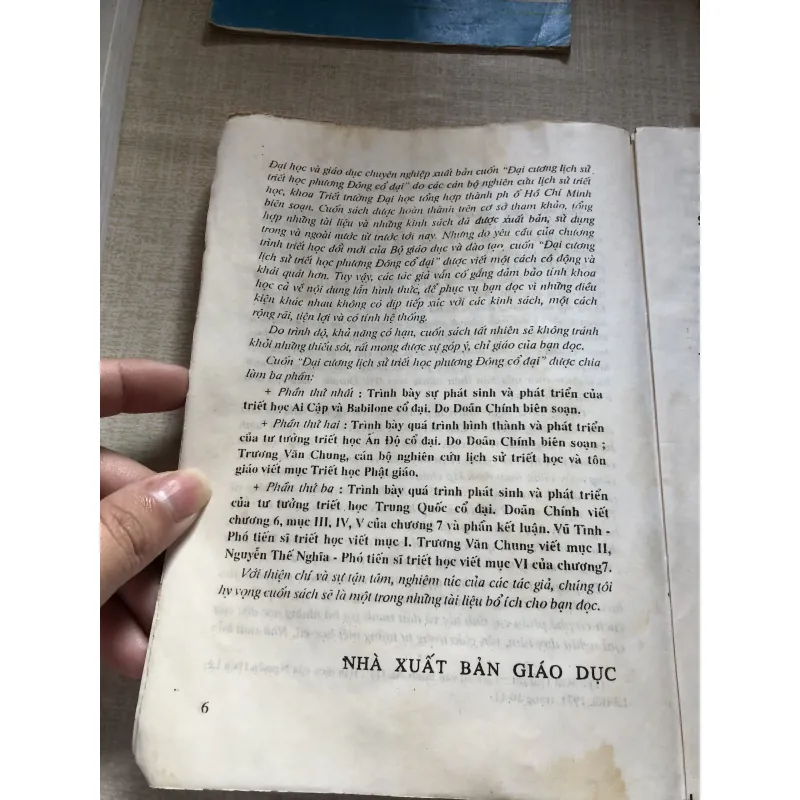 Đại học và giáo dục chuyên nghiệp xuất bản cuốn "Đại cương lịch sử
triết học phương Đông cổ đại" do các cán bộ nghiên cứu lịch sử triết
học, khoa Triết trường Đại học tổng hợp thành ph ố Hồ Chí Minh
biên soạn. Cuốn sách được hoàn thành trên cơ sở tham khảo, tổng
hợp những tài liệu và những kinh sách đã được xuất bản, sử dụng
trong và ngoài nước từ trước tới nay. Nhưng do yêu cầu của chương
trình triết học đổi mới của Bộ giáo dục và đào tạo, cuốn "Đại cương
lịch sử triết học phương Đông cổ đại" được viết một cách cô động và
khái quát hơn. Tuy vậy, các tác giả vẫn cố gắng đảm bảo tính khoa
học cả về nội dung lẫn hình thức, để phục vụ bạn đọc vì những điều
kiện khác nhau không có dịp tiếp xúc với các kinh sách, một cách
rộng rãi, tiện lợi và có tính hệ thống.
Do trình độ, khả năng có hạn, cuốn sách tất nhiên sẽ không tránh
khỏi những thiếu sót, rất mong được sự góp ý, chỉ giáo của bạn đọc.
Cuốn "Đại cương lịch sử triết học phương Đông cổ đại" được chia
làm ba phần:
+ Phần thứ nhất : Trình bày sự phát sinh và phát triển của
triết học Ai Cập và Babilone cổ đại. Do Doãn Chính biên soạn.
+ Phần thứ hai : Trình bày quá trình hình thành và phát triển
của tư tưởng triết học Ấn Độ cổ đại. Do Doãn Chính biên soạn ;
Trương Văn Chung, cán bộ nghiên cứu lịch sử triết học và tôn
giáo viết mục Triết học Phật giáo.
+ Phần thứ ba : Trình bày quá trình phát sinh và phát triển
của tư tưởng triết học Trung Quốc cổ đại. Doãn Chính viết
chương 6, mục III, IV, V của chương 7 và phần kết luận. Vũ Tình -
Phó tiến sĩ triết học viết mục I. Trương Văn Chung viết mục II,
Nguyễn Thế Nghĩa - Phó tiến sĩ triết học viết mục VI của chương7.
Với thiện chí và sự tận tâm, nghiêm túc của các tác giả, chúng tôi
hy vọng cuốn sách sẽ là một trong những tài liệu bổ ích cho bạn đọc.
NHÀ XUẤT BẢN GIÁO DỤC
6